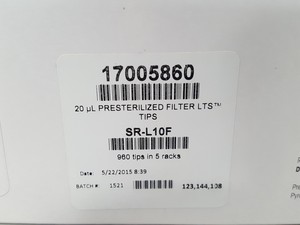 17005860
20 µL PRESTERILIZED FILTER LTS™
TIPS
SR-L10F
960 tips in 5 racks
Date: 5/22/2015 8:39
BATCH #: 1521 123,144,108